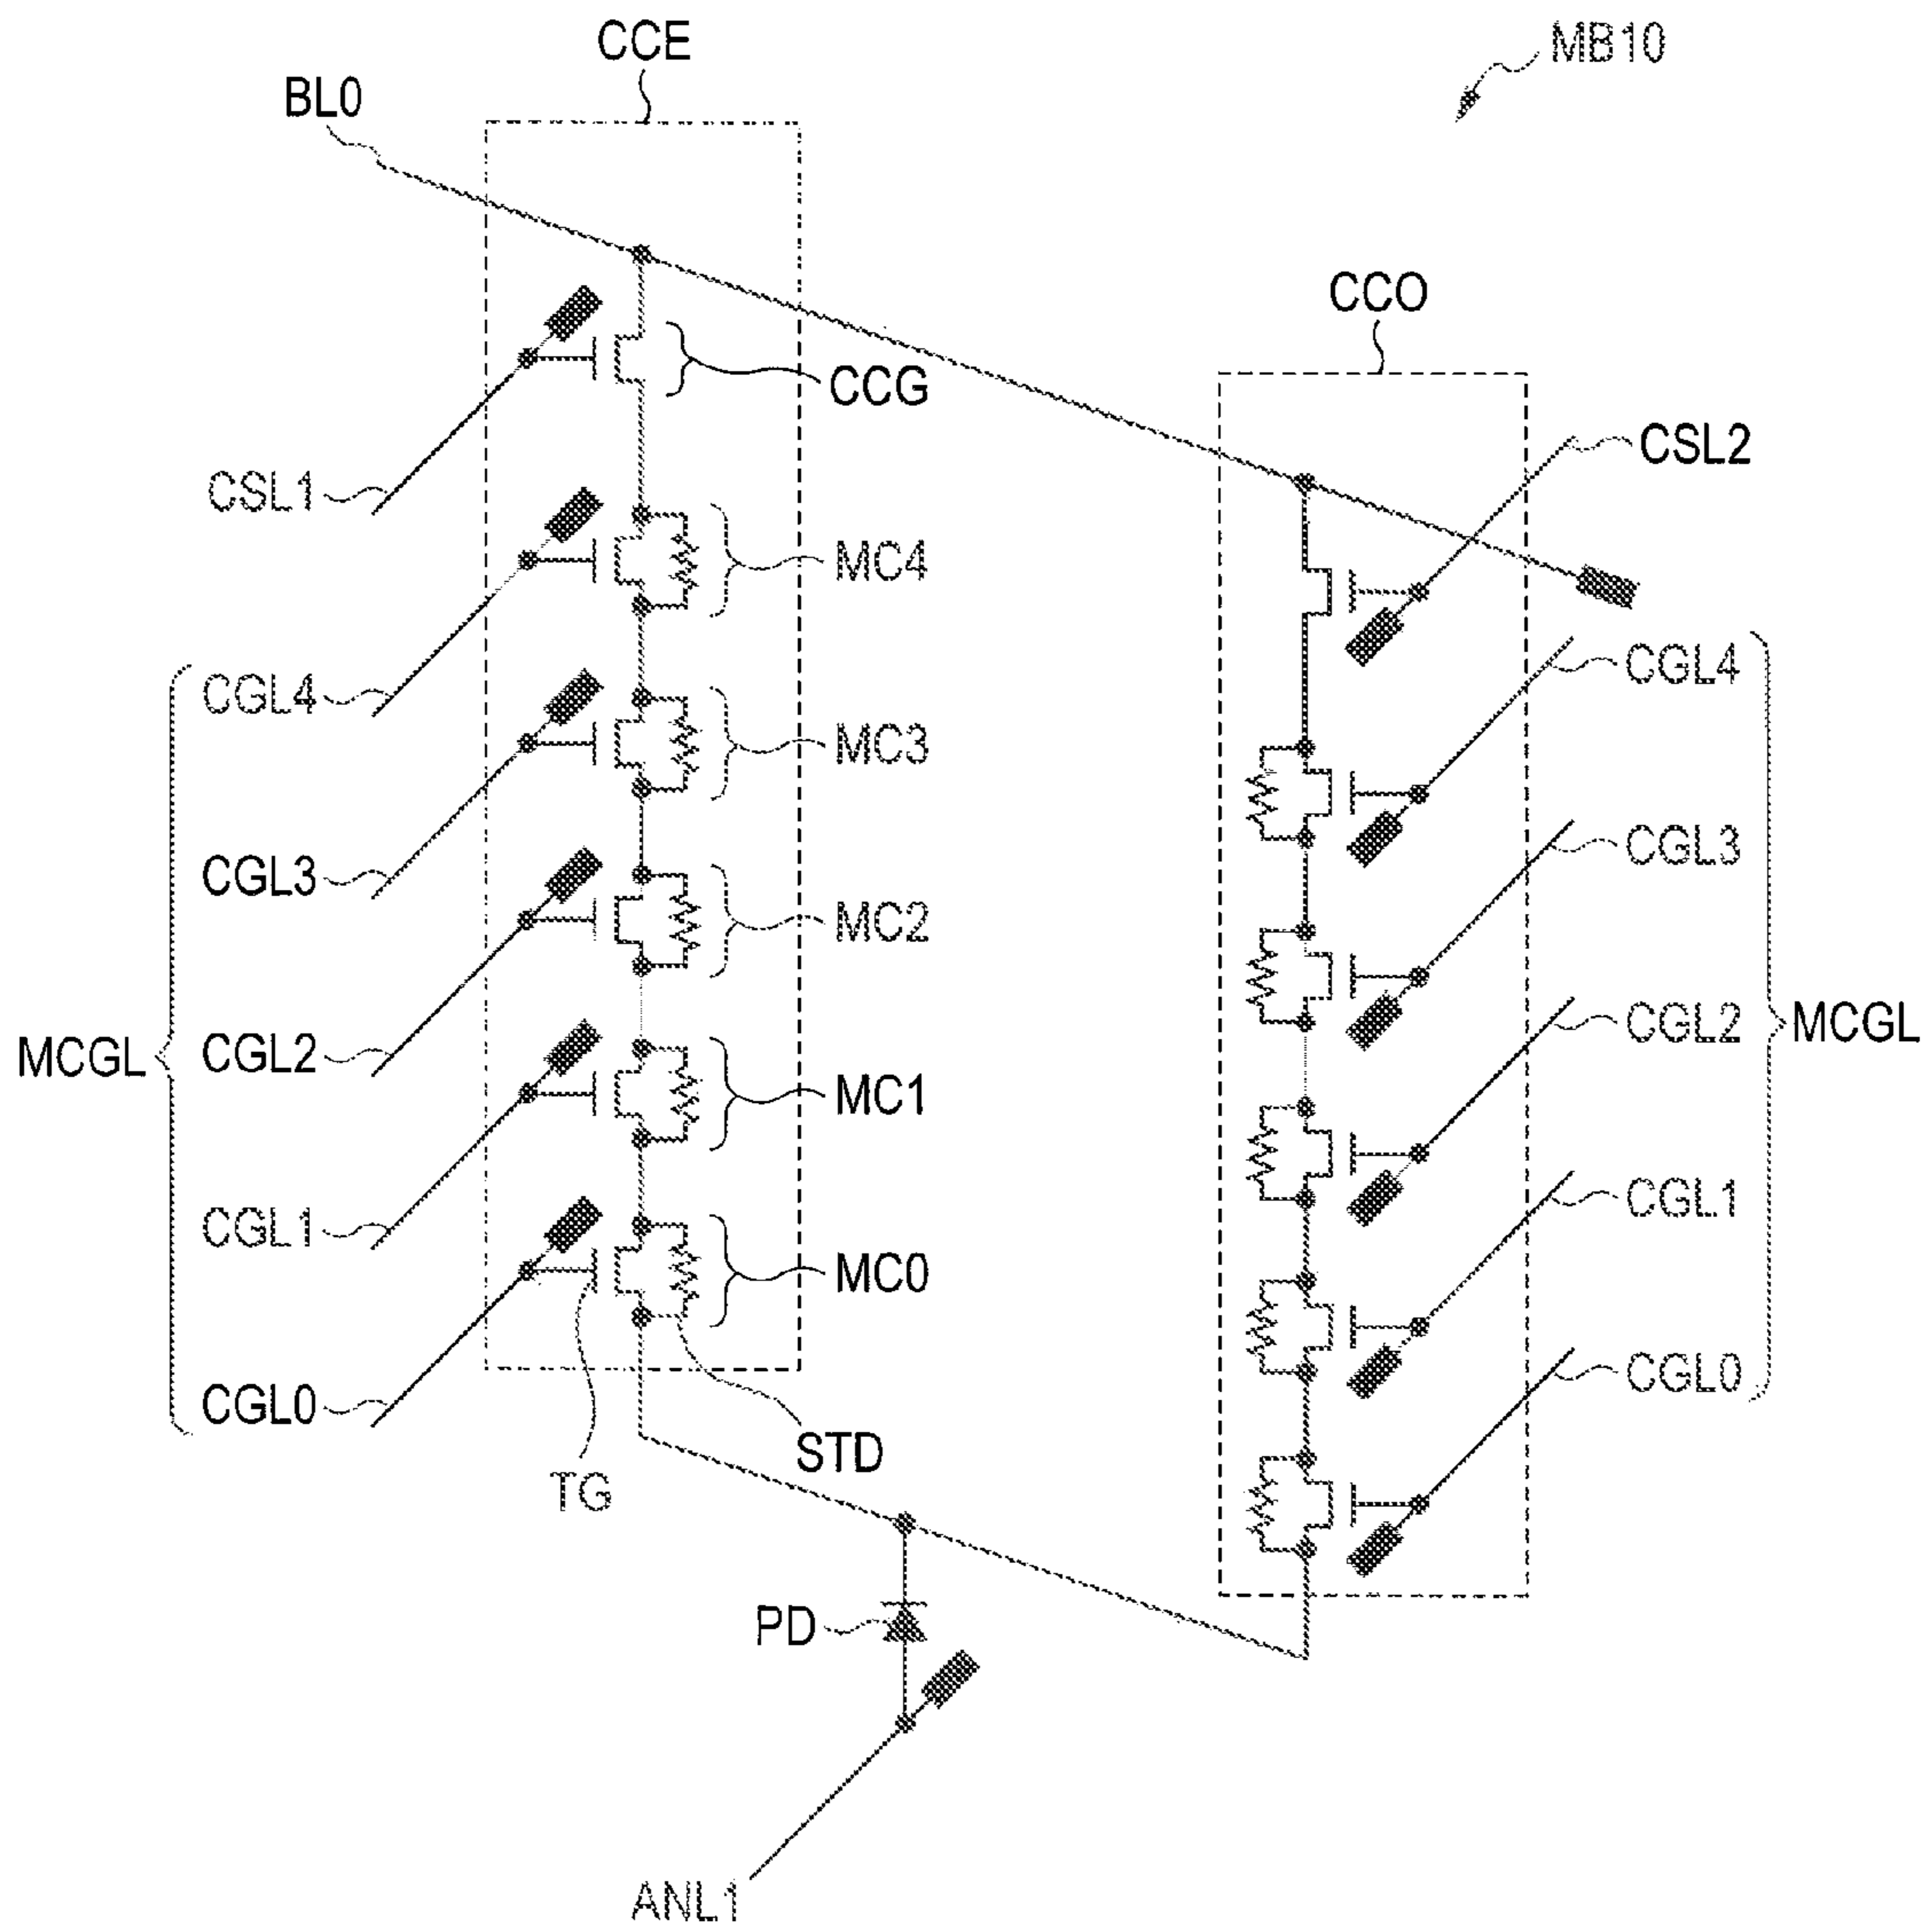 CCE
MB10
BL0
CCO
CCG
CSL2
CSL1
MC4
CGL4
CGL4
MC3
CGL3
CGL3
MC2
MCGL
CGL2
CGL2
MCGL
MC1
CGL1
CGL1
MC0
CGL0
CGL0
STD
TG
PD
ANL1